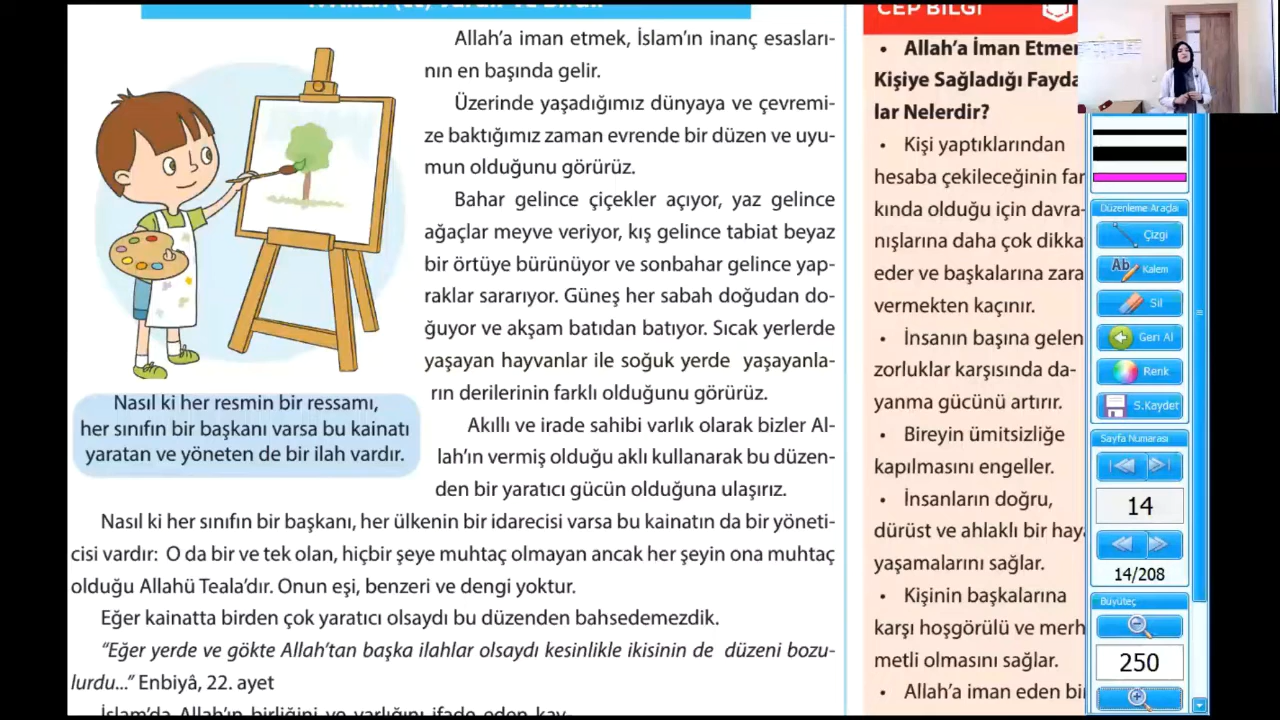 Allah’a iman etmek, İslam’ın inanç esasları-
nın en başında gelir.
Üzerinde yaşadığımız dünyaya ve çevremi-
ze baktığımız zaman evrende bir düzen ve uyu-
mun olduğunu görürüz.
Bahar gelince çiçekler açıyor, yaz gelince
ağaçlar meyve veriyor, kış gelince tabiat beyaz
bir örtüye bürünüyor ve sonbahar gelince yap-
raklar sararıyor. Güneş her sabah doğudan do-
ğuyor ve akşam batıdan batıyor. Sıcak yerlerde
yaşayan hayvanlar ile soğuk yerde yaşayanla-
rın derilerinin farklı olduğunu görürüz.
Nasıl ki her resmin bir ressamı,
her sınıfın bir başkanı varsa bu kainatı
yaratan ve yöneten de bir ilah vardır.
Akıllı ve irade sahibi varlık olarak bizler Al-
lah’ın vermiş olduğu aklı kullanarak bu düzen-
den bir yaratıcı gücün olduğuna ulaşırız.
Nasıl ki her sınıfın bir başkanı, her ülkenin bir idarecisi varsa bu kainatın da bir yöneti-
cisi vardır: O da bir ve tek olan, hiçbir şeye muhtaç olmayan ancak her şeyin ona muhtaç
olduğu Allahü Teala’dır. Onun eşi, benzeri ve dengi yoktur.
Eğer kainatta birden çok yaratıcı olsaydı bu düzenden bahsedemezdik.
“Eğer yerde ve gökte Allah’tan başka ilahlar olsaydı kesinlikle ikisinin de düzeni bozu-
lurdu...” Enbiyâ, 22. ayet
İslam’da Allah’ın birliğini ve varlığını ifade eden kav
CEP BİLGİ
• Allah’a İman Etmen
Kişiye Sağladığı Fayda
lar Nelerdir?
• Kişi yaptıklarından
hesaba çekileceğinin far
kında olduğu için davra-
nışlarına daha çok dikka
eder ve başkalarına zara
vermekten kaçınır.
• İnsanın başına gelen
zorluklar karşısında da-
yanma gücünü artırır.
• Bireyin ümitsizliğe
kapılmasını engeller.
• İnsanların doğru,
dürüst ve ahlaklı bir hay
yaşamalarını sağlar.
• Kişinin başkalarına
karşı hoşgörülü ve merh
metli olmasını sağlar.
• Allah’a iman eden bi
Düzenleme Araçları
Çizgi
Ab Kalem
Sil
Geri Al
Renk
S.Kaydet
Sayfa Numarası
14
14/208
Büyüteç
250